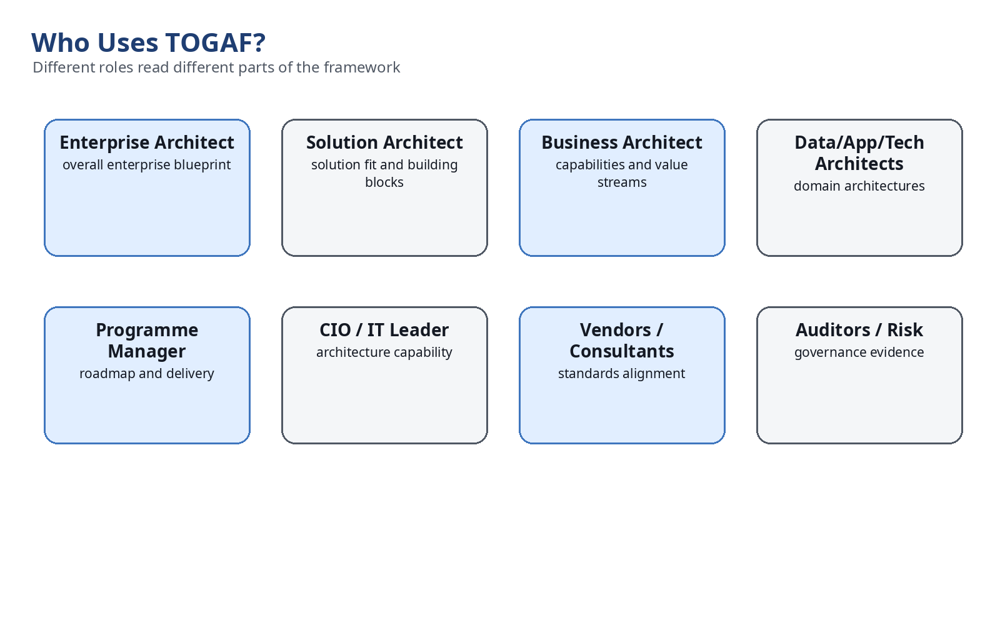 Who Uses TOGAF?
Different roles read different parts of the framework
Enterprise Architect
overall enterprise blueprint
Solution Architect
solution fit and building
blocks
Business Architect
capabilities and value
streams
Data/App/Tech
Architects
domain architectures
Programme
Manager
roadmap and delivery
CIO / IT Leader
architecture capability
Vendors /
Consultants
standards alignment
Auditors / Risk
governance evidence